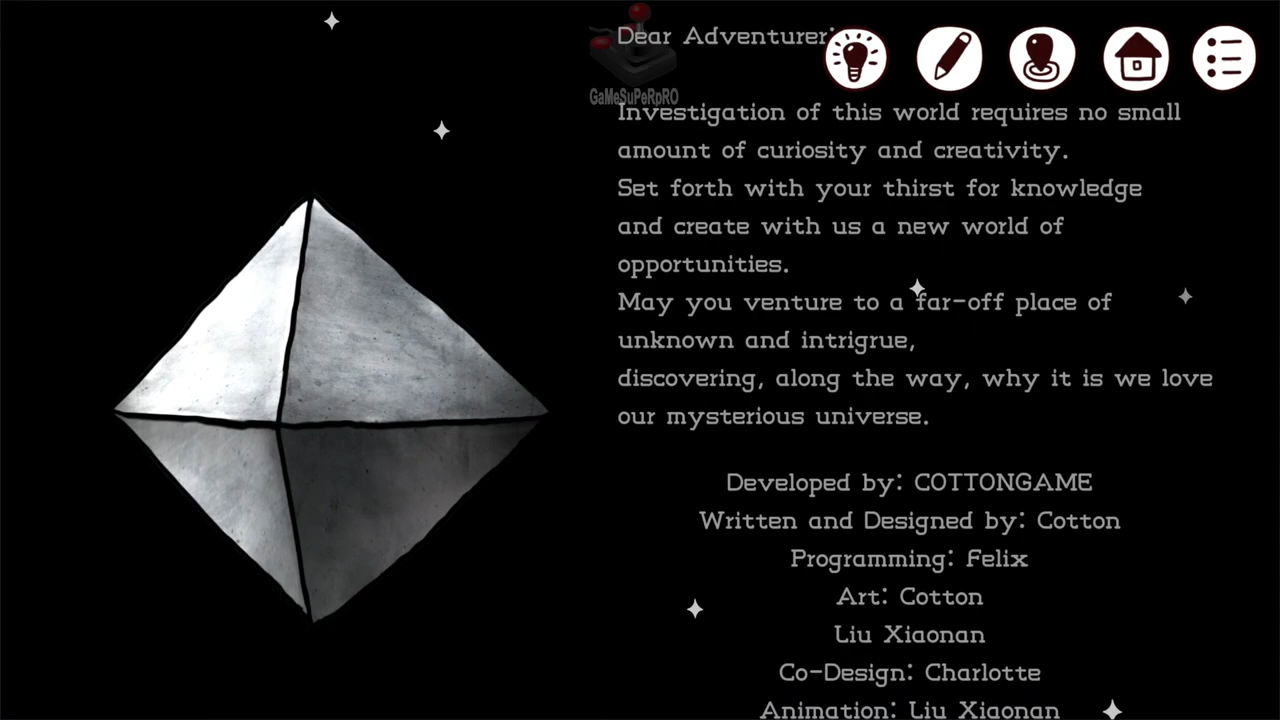 Dear Adventurer:
GaMeSuPeRpRO
Investigation of this world requires no small
amount of curiosity and creativity.
Set forth with your thirst for knowledge
and create with us a new world of
opportunities.
May you venture to a far-off place of
unknown and intrigrue,
discovering, along the way, why it is we love
our mysterious universe.
Developed by: COTTONGAME
Written and Designed by: Cotton
Programming: Felix
Art: Cotton
Liu Xiaonan
Co-Design: Charlotte
Animation: Liu Xiaonan